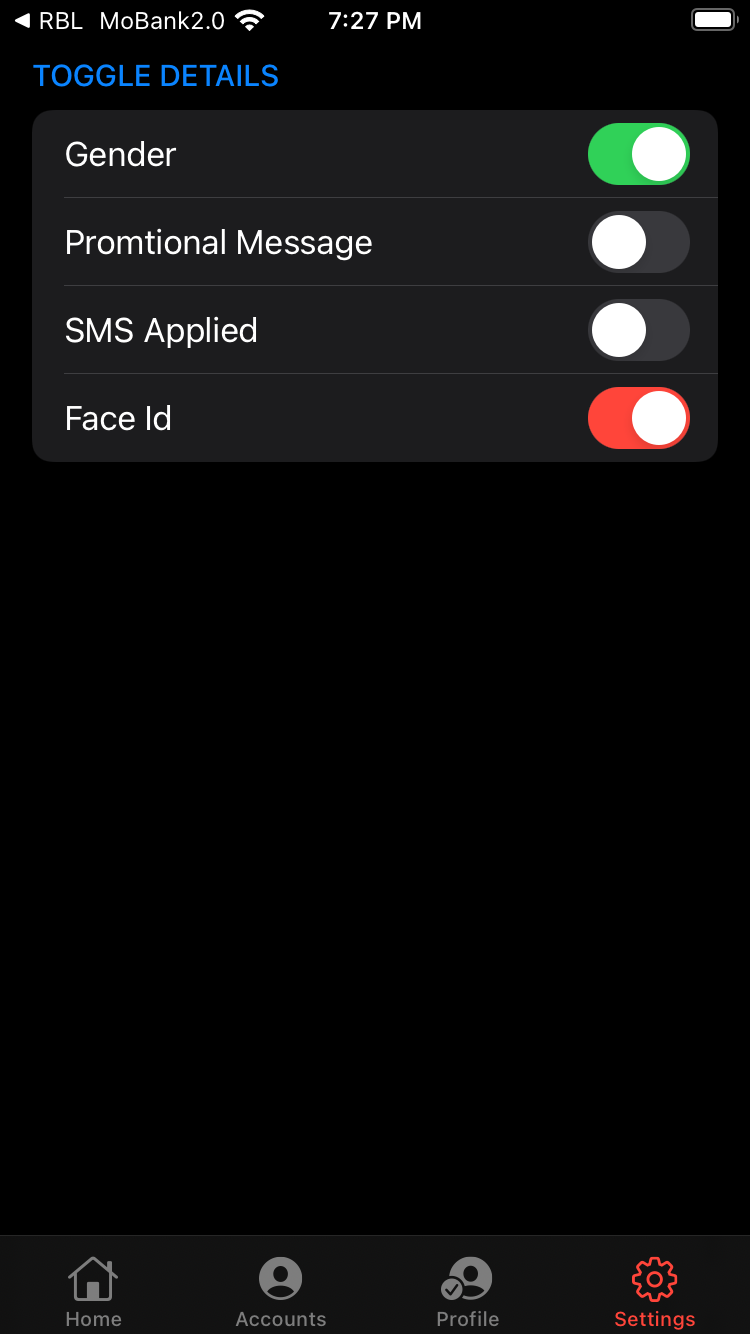 RBL MoBank2.0 7:27 PM
TOGGLE DETAILS
Gender
Promtional Message
SMS Applied
Face Id
Home Accounts Profile Settings